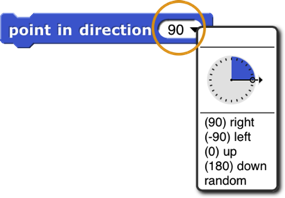 point in direction 90
(90) right
(-90) left
(0) up
(180) down
random